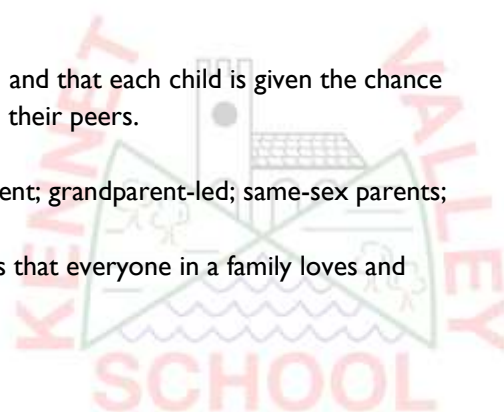 and that each child is given the chance
their peers.
ent; grandparent-led; same-sex parents;
s that everyone in a family loves and
KENNET
VALLEY
SCHOOL